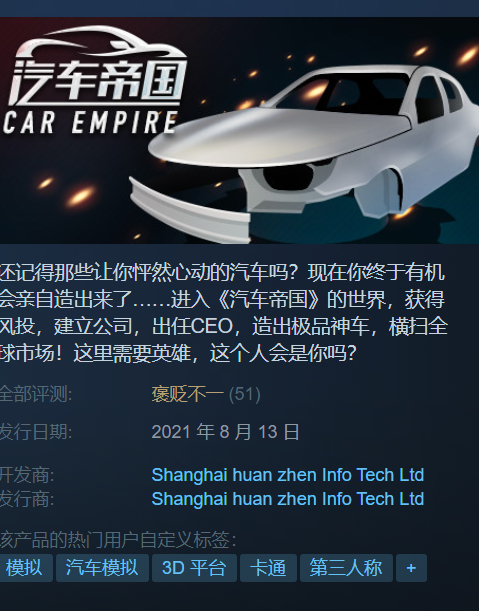 汽车帝国
CAR EMPIRE
还记得那些让你怦然心动的汽车吗？现在你终于有机
会亲自造出来了……进入《汽车帝国》的世界，获得
风投，建立公司，出任CEO，造出极品神车，横扫全
球市场！这里需要英雄，这个人会是你吗？
全部评测: 褒贬不一 (51)
发行日期: 2021 年 8 月 13 日
开发商: Shanghai huan zhen Info Tech Ltd
发行商: Shanghai huan zhen Info Tech Ltd
该产品的热门用户自定义标签：
模拟 汽车模拟 3D 平台 卡通 第三人称 +